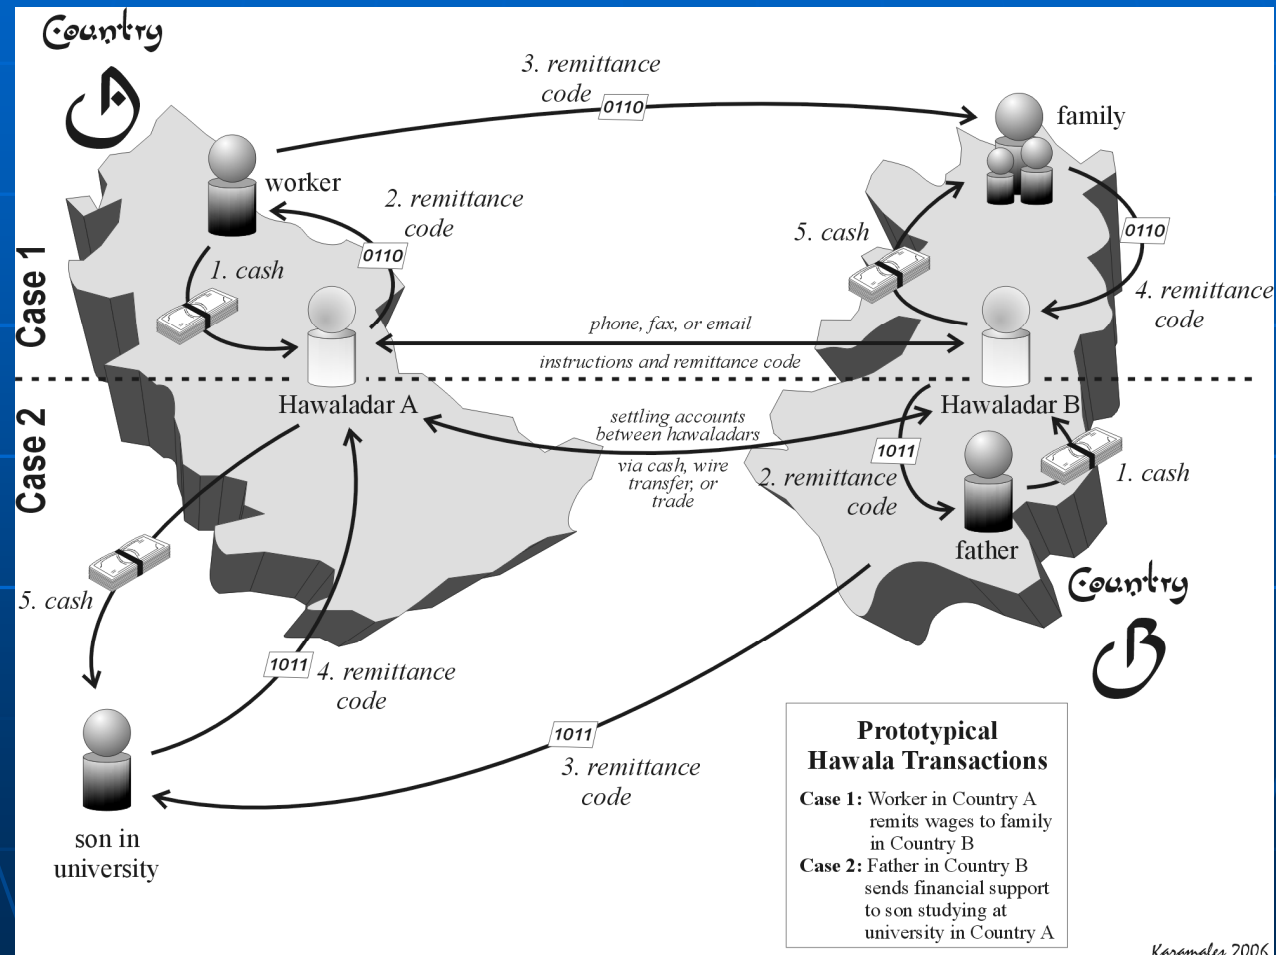 Country
A
3. remittance
code
0110
family
worker
2. remittance
code
0110
1. cash
5. cash
0110
4. remittance
code
Case 1
phone, fax, or email
instructions and remittance code
Hawaladar A
Hawaladar B
Case 2
settling accounts
between hawaladars
via cash, wire
transfer, or
trade
1011
2. remittance
code
1. cash
father
Country
B
5. cash
1011
4. remittance
code
1011
3. remittance
code
son in
university
Prototypical
Hawala Transactions
Case 1: Worker in Country A
remits wages to family
in Country B
Case 2: Father in Country B
sends financial support
to son studying at
university in Country A
Karamales 2006